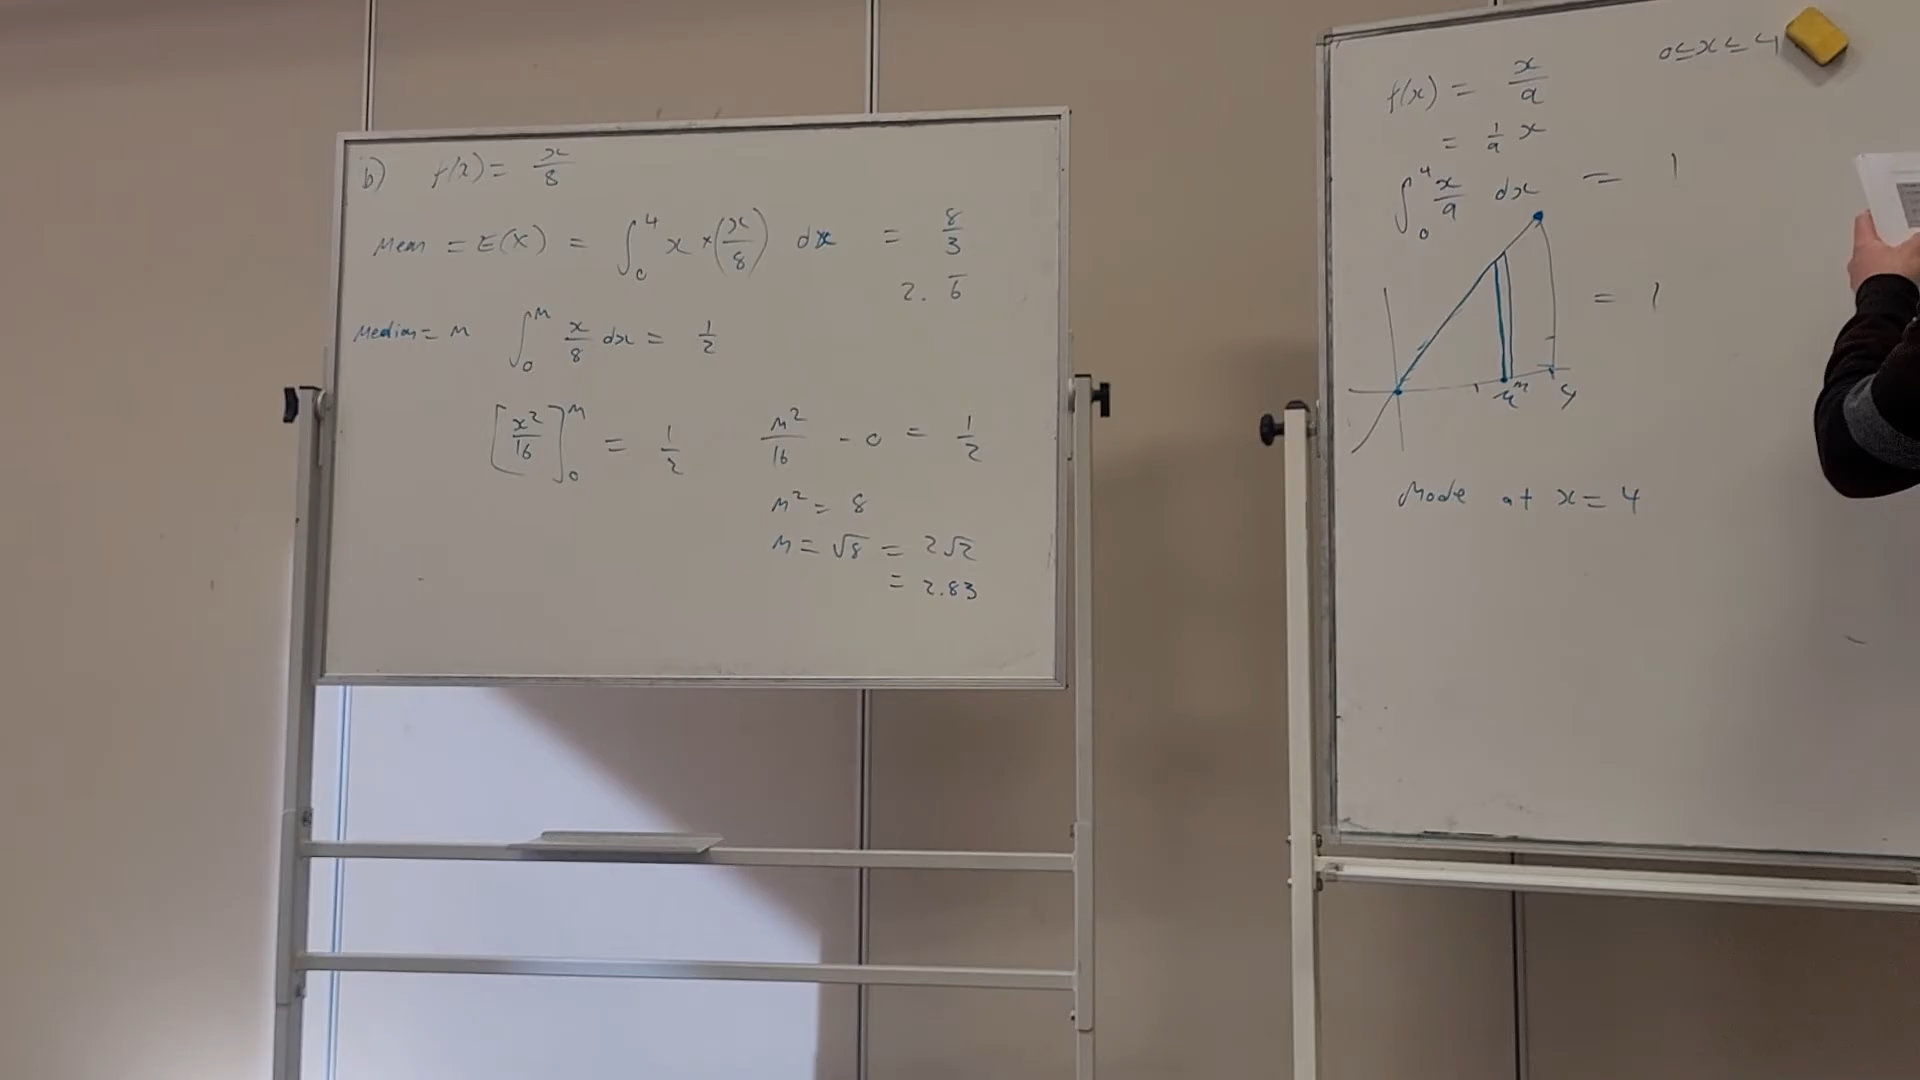 b) f(x) = x/8
Mean = E(X) = ∫₀⁴ x × (x/8) dx = 8/3
2.6̅
Median = m ∫₀ᵐ x/8 dx = 1/2
[x²/16]₀ᵐ = 1/2 m²/16 - 0 = 1/2
m² = 8
m = √8 = 2√2
= 2.83
f(x) = x/a 0≤x≤4
= 1/a x
∫₀⁴ x/a dx = 1
= 1
m 4
Mode at x = 4